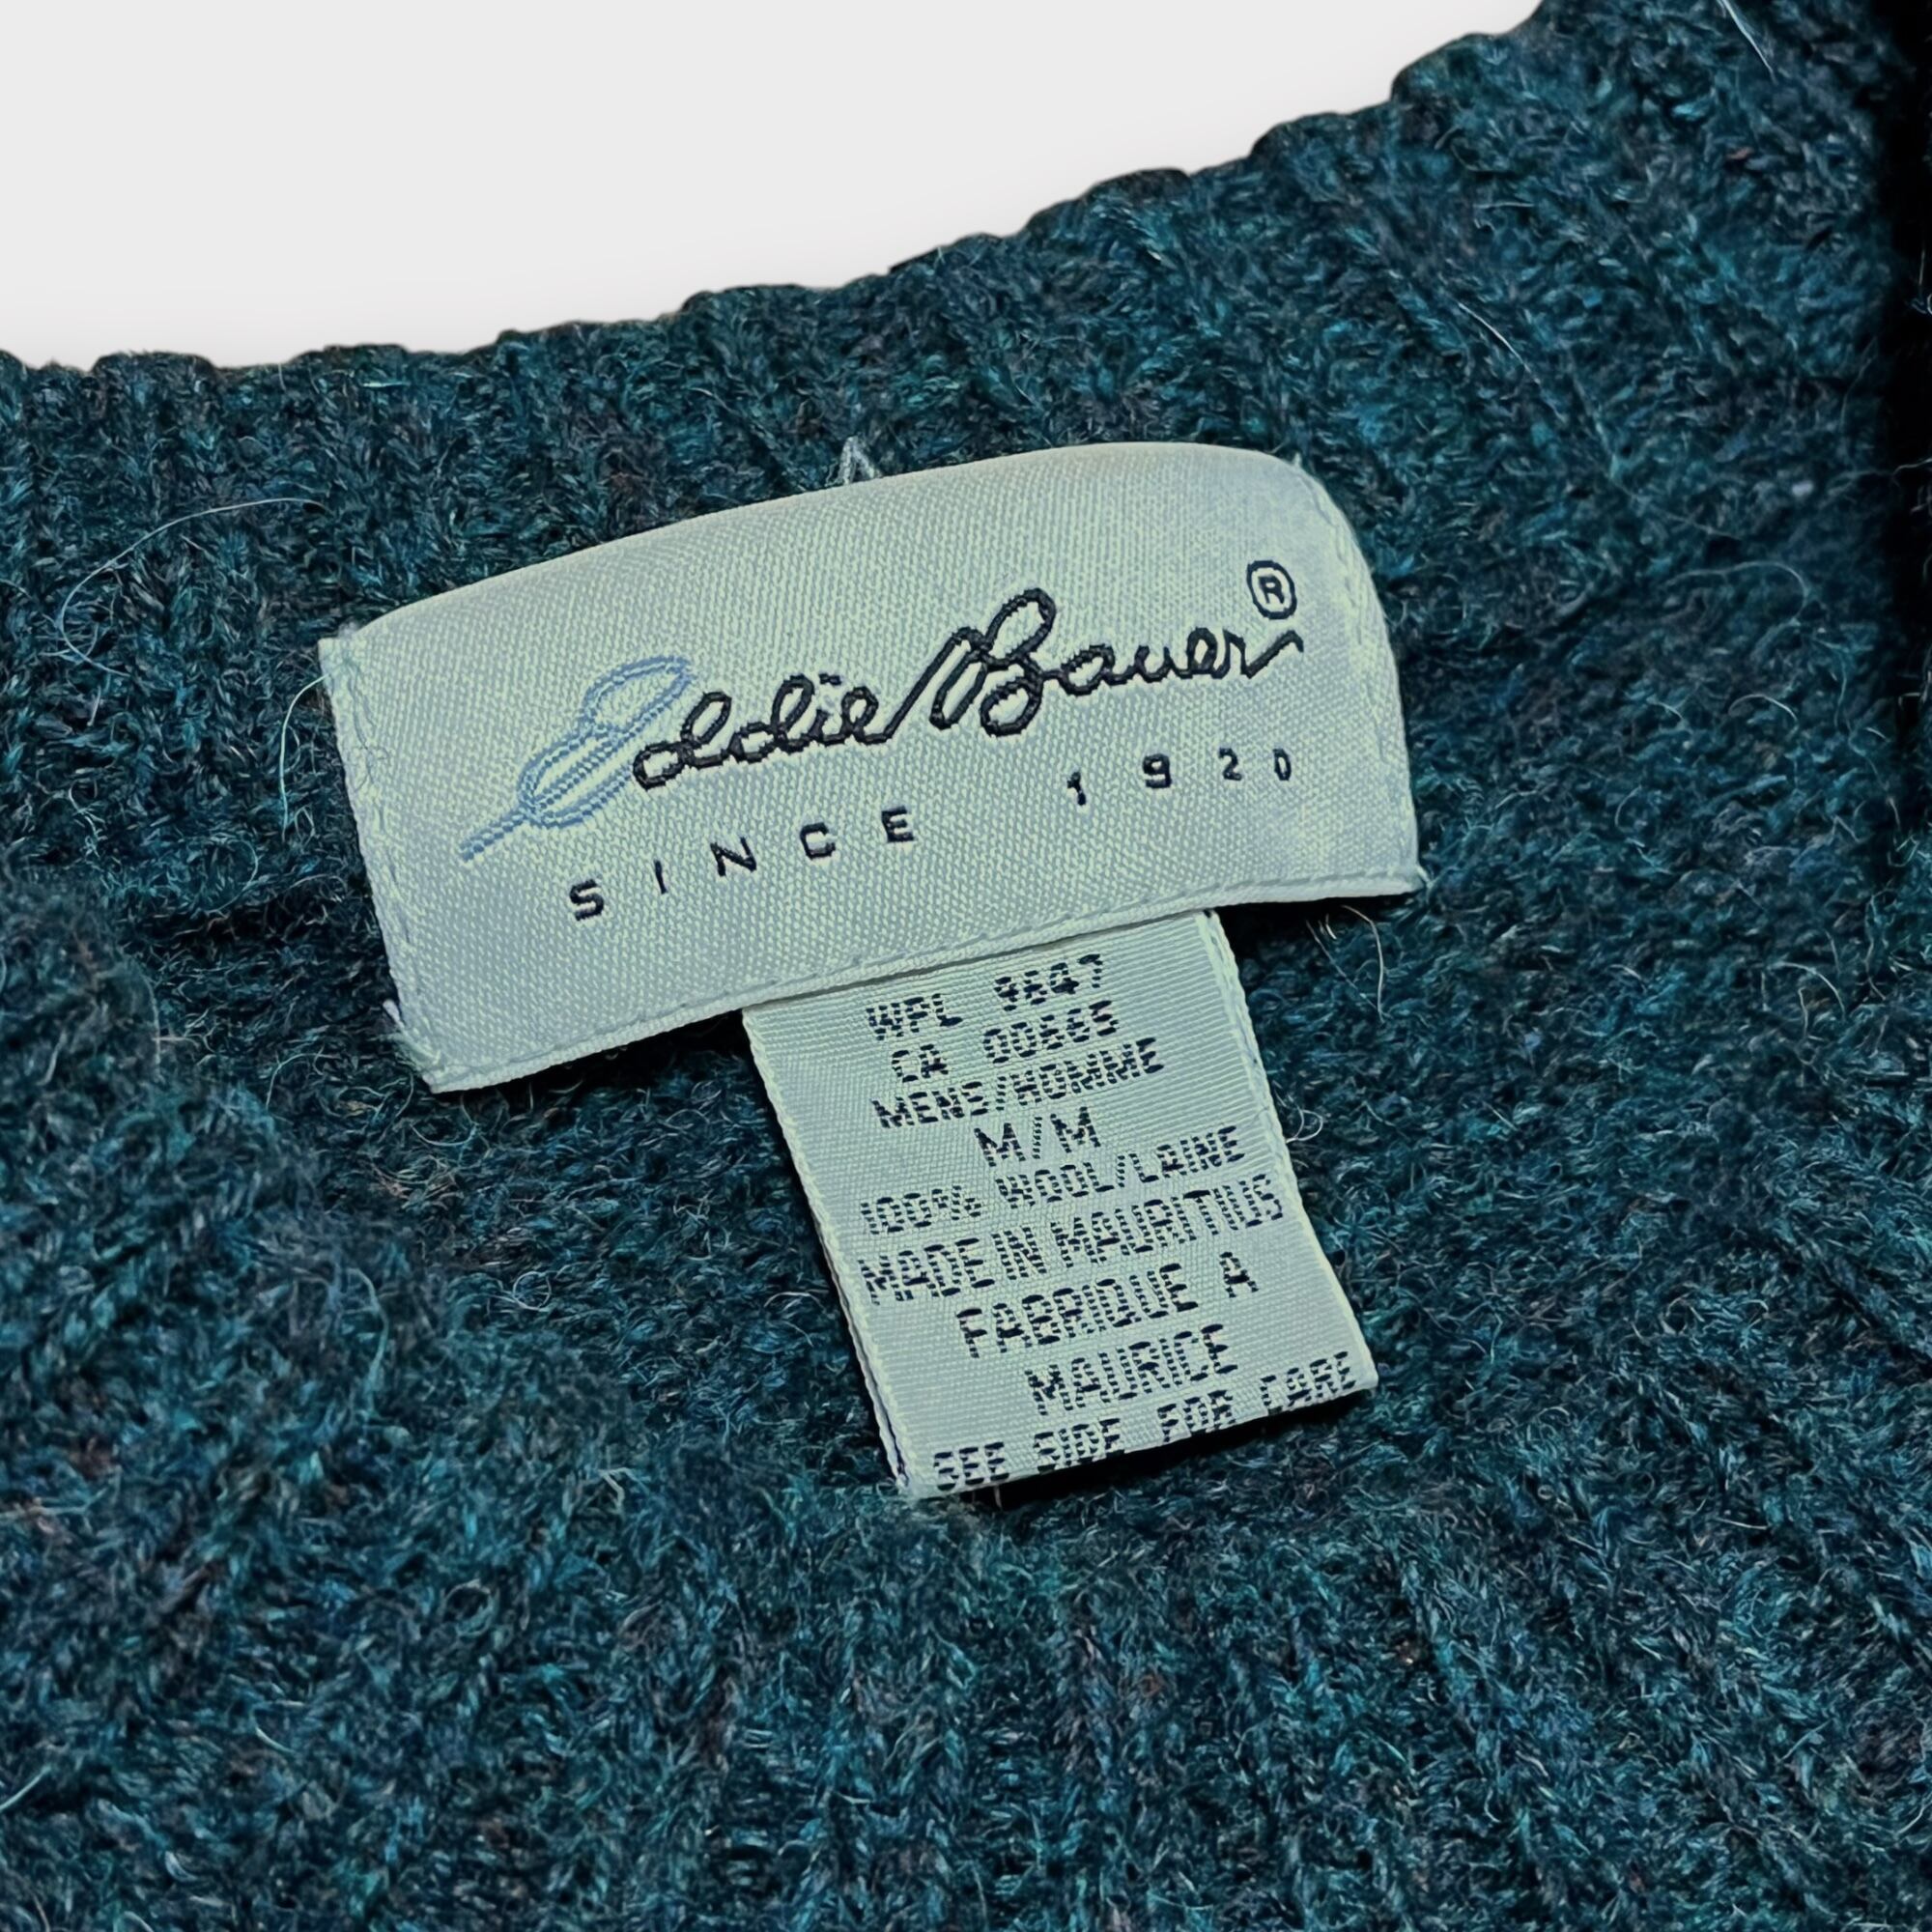 Eddie Bauer®
SINCE 1920
WPL 9647
CA 00665
MENS/HOMME
M/M
100% WOOL/LAINE
MADE IN MAURITIUS
FABRIQUE A
MAURICE
SEE SIDE FOR CARE